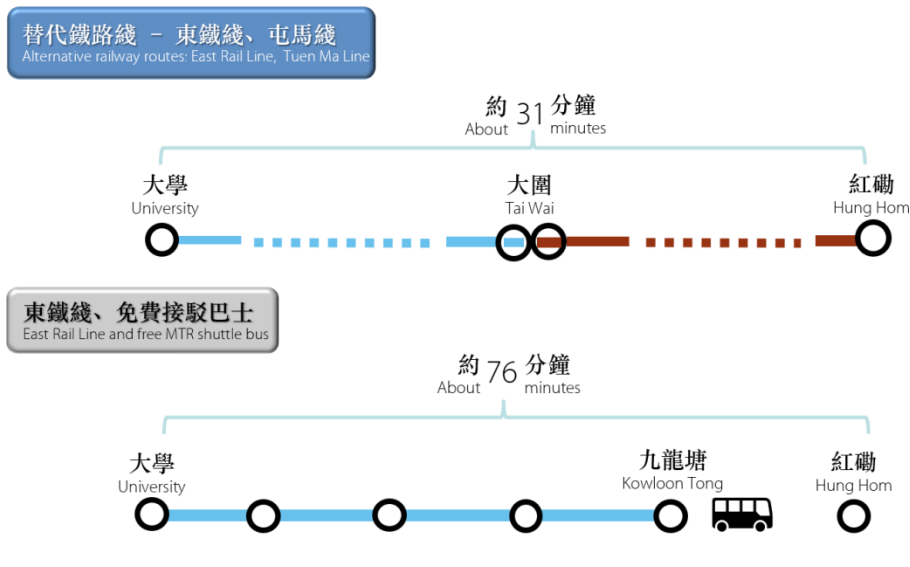 替代鐵路綫 – 東鐵綫、屯馬綫
Alternative railway routes: East Rail Line, Tuen Ma Line
約 31 分鐘
About minutes
大學 大圍 紅磡
University Tai Wai Hung Hom
東鐵綫、免費接駁巴士
East Rail Line and free MTR shuttle bus
約 76 分鐘
About minutes
大學 九龍塘 紅磡
University Kowloon Tong Hung Hom